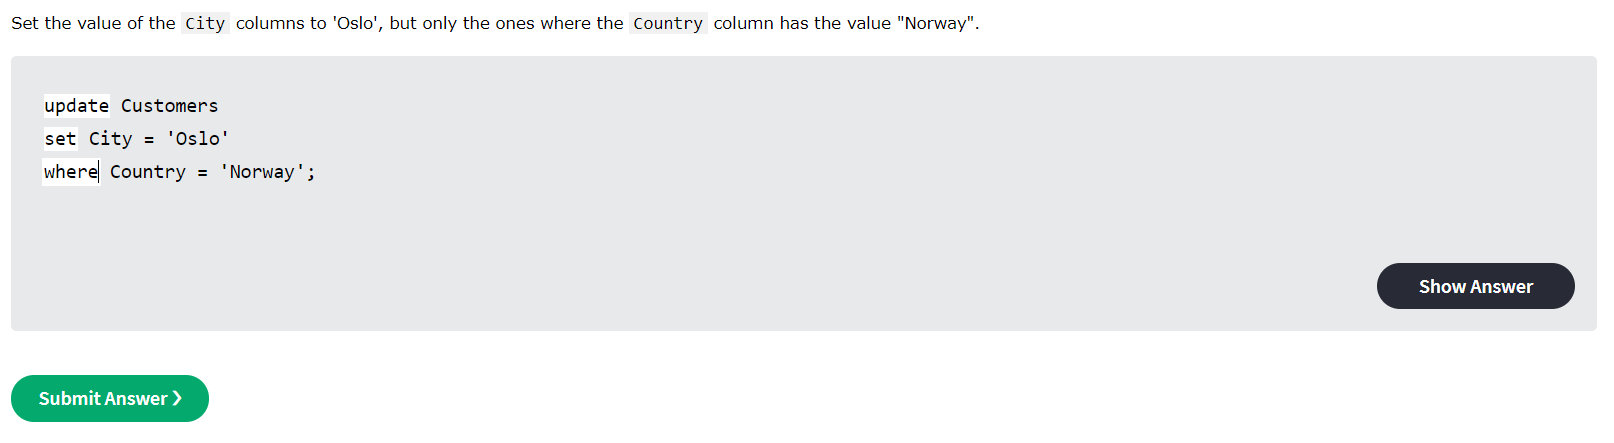 Set the value of the City columns to 'Oslo', but only the ones where the Country column has the value "Norway".
update Customers
set City = 'Oslo'
where Country = 'Norway';
Show Answer
Submit Answer ❯